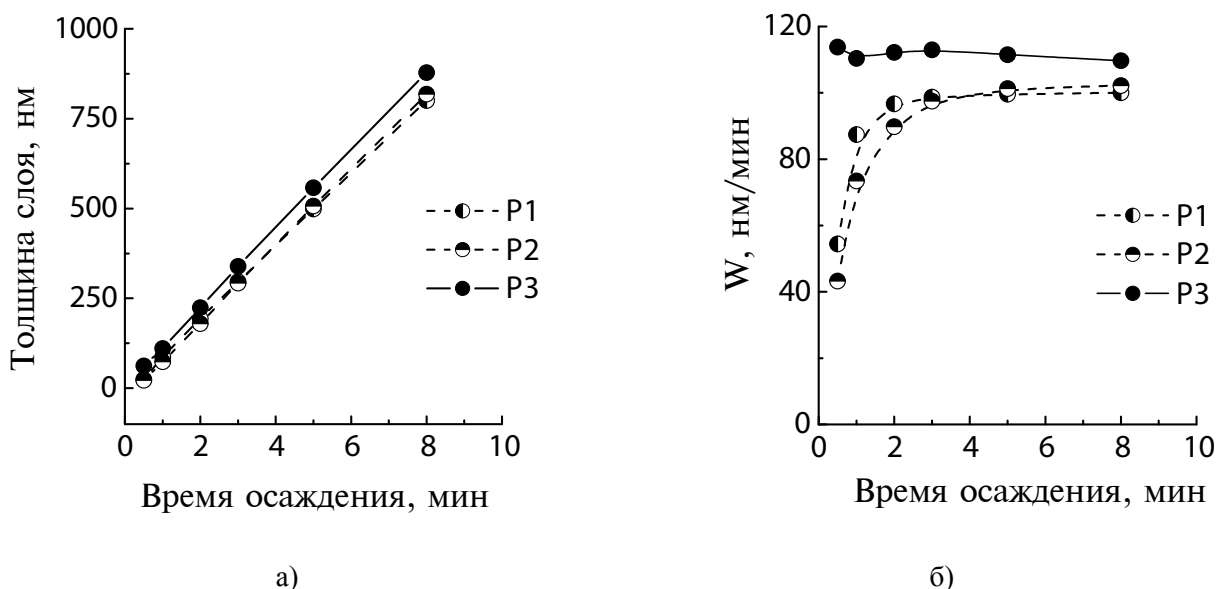 Толщина слоя, нм
1000
750
500
250
0
0 2 4 6 8 10
Время осаждения, мин
P1
P2
P3
а)
W, нм/мин
120
80
40
0
0 2 4 6 8 10
Время осаждения, мин
P1
P2
P3
б)